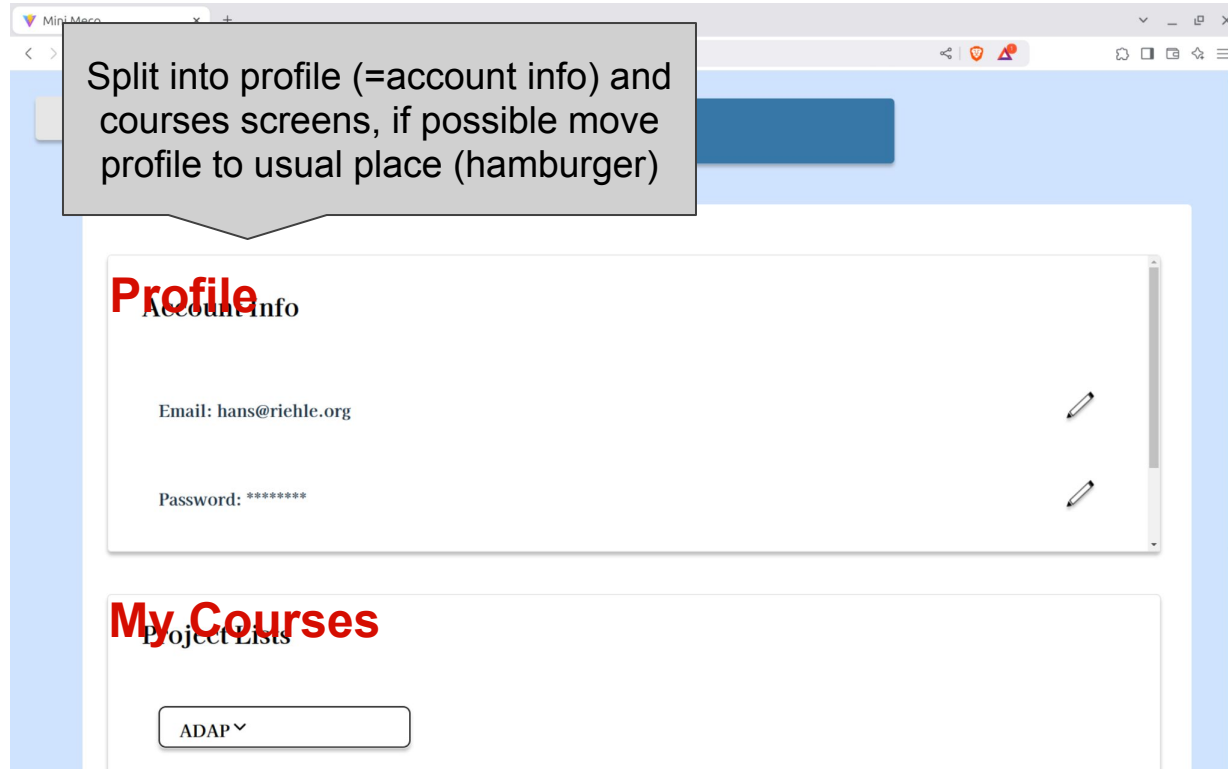 Mini Meco
Split into profile (=account info) and
courses screens, if possible move
profile to usual place (hamburger)
Profile
Account Info
Email: hans@riehle.org
Password: ********
My Courses
Project Lists
ADAP